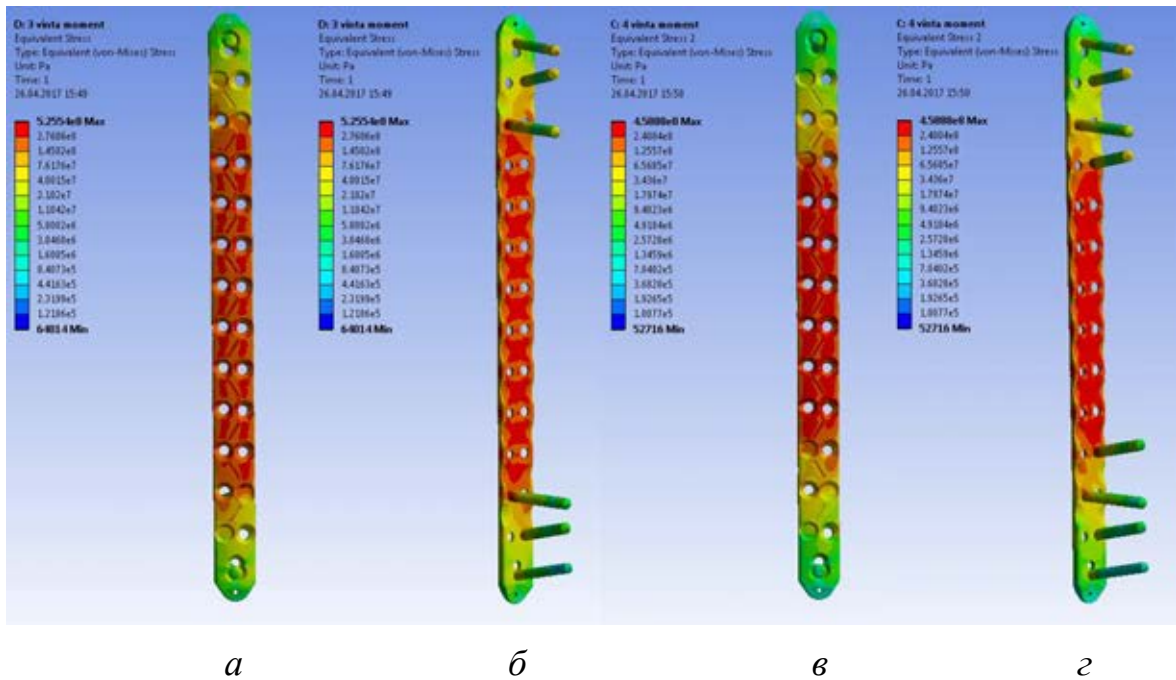 D: 3 vinta moment
Equivalent Stress
Type: Equivalent (von-Mises) Stress
Unit: Pa
Time: 1
26.04.2017 15:49
5.2554e8 Max
2.7606e8
1.4502e8
7.6176e7
4.0015e7
2.102e7
1.1042e7
5.8002e6
3.0468e6
1.6005e6
8.4073e5
4.4163e5
2.3199e5
1.2186e5
64014 Min
D: 3 vinta moment
Equivalent Stress
Type: Equivalent (von-Mises) Stress
Unit: Pa
Time: 1
26.04.2017 15:49
5.2554e8 Max
2.7606e8
1.4502e8
7.6176e7
4.0015e7
2.102e7
1.1042e7
5.8002e6
3.0468e6
1.6005e6
8.4073e5
4.4163e5
2.3199e5
1.2186e5
64014 Min
C: 4 vinta moment
Equivalent Stress 2
Type: Equivalent (von-Mises) Stress
Unit: Pa
Time: 1
26.04.2017 15:50
4.5888e8 Max
2.4004e8
1.2557e8
6.5685e7
3.436e7
1.7974e7
9.4023e6
4.9184e6
2.5728e6
1.3459e6
7.0402e5
3.6828e5
1.9265e5
1.0077e5
52716 Min
C: 4 vinta moment
Equivalent Stress 2
Type: Equivalent (von-Mises) Stress
Unit: Pa
Time: 1
26.04.2017 15:50
4.5888e8 Max
2.4004e8
1.2557e8
6.5685e7
3.436e7
1.7974e7
9.4023e6
4.9184e6
2.5728e6
1.3459e6
7.0402e5
3.6828e5
1.9265e5
1.0077e5
52716 Min
а
б
в
г